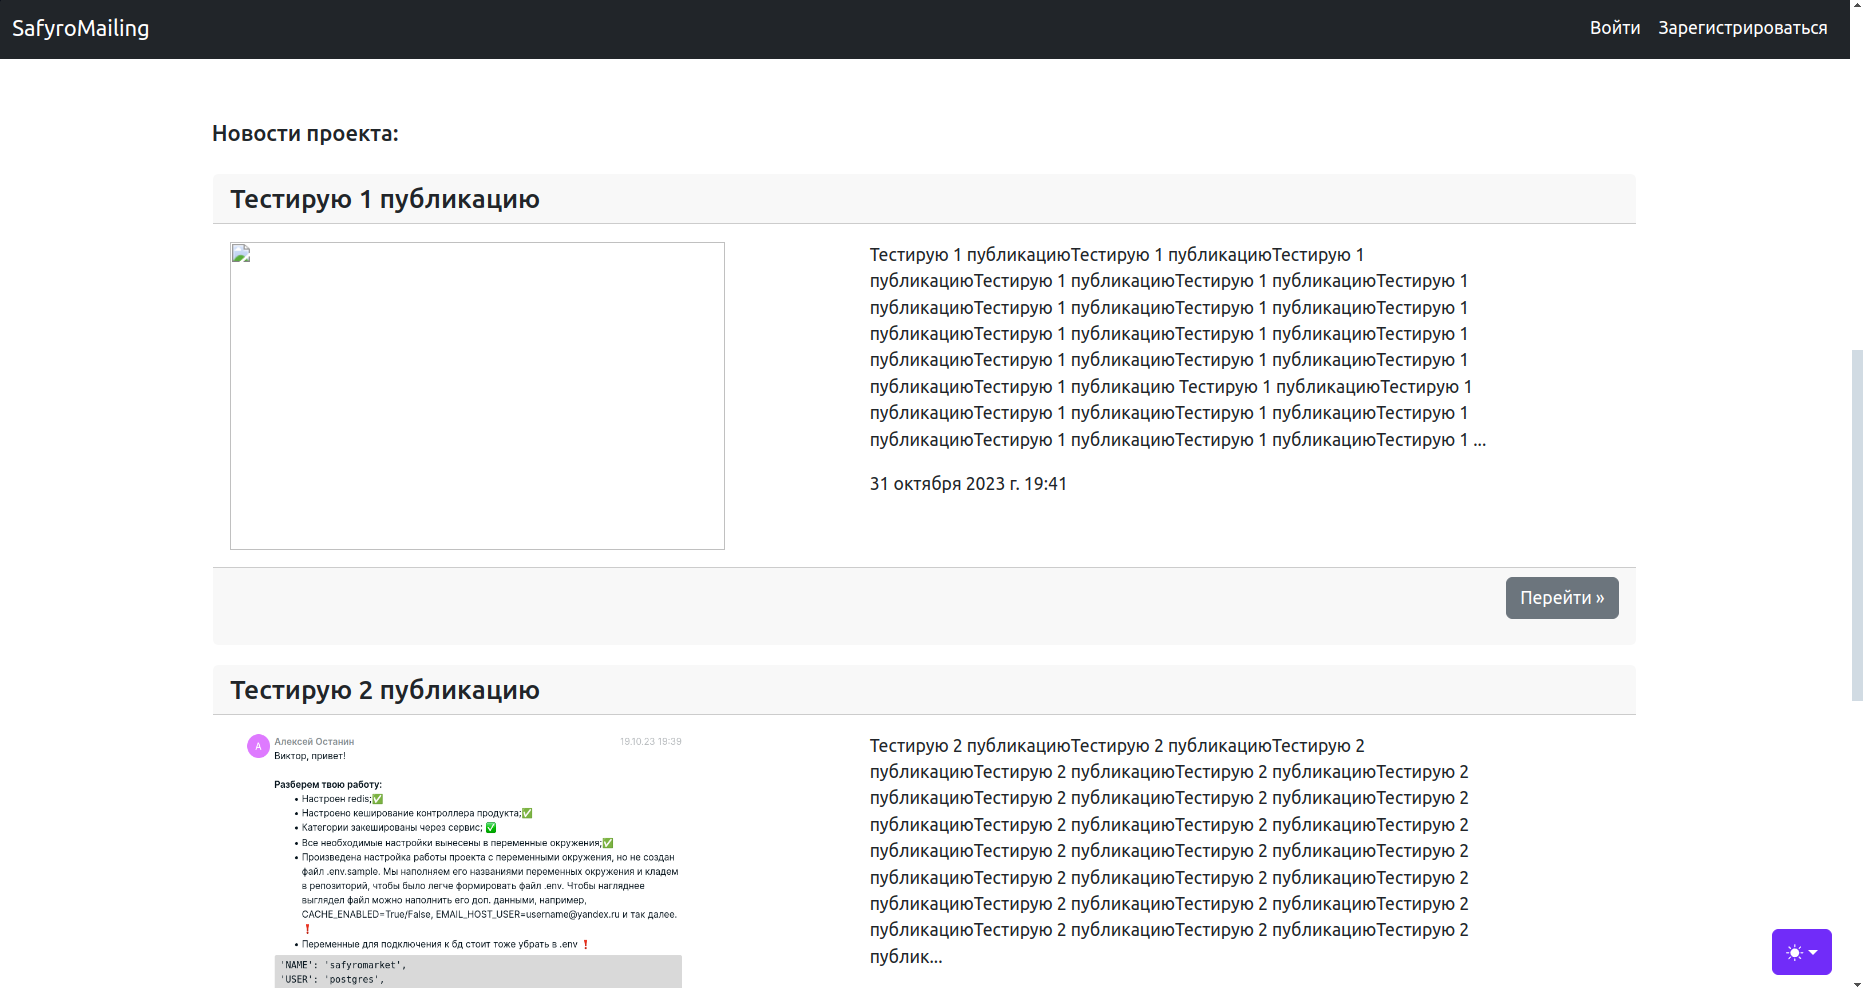 SafyroMailing
Войти Зарегистрироваться
Новости проекта:
Тестирую 1 публикацию
Тестирую 1 публикациюТестирую 1 публикациюТестирую 1
публикациюТестирую 1 публикациюТестирую 1 публикациюТестирую 1
публикациюТестирую 1 публикациюТестирую 1 публикациюТестирую 1
публикациюТестирую 1 публикациюТестирую 1 публикациюТестирую 1
публикациюТестирую 1 публикациюТестирую 1 публикациюТестирую 1
публикациюТестирую 1 публикацию Тестирую 1 публикациюТестирую 1
публикациюТестирую 1 публикациюТестирую 1 публикациюТестирую 1
публикациюТестирую 1 публикациюТестирую 1 публикациюТестирую 1 ...
31 октября 2023 г. 19:41
Перейти »
Тестирую 2 публикацию
А
Алексей Останин 19.10.23 19:39
Виктор, привет!
Разберем твою работу:
• Настроен redis;✅
• Настроено кеширование контроллера продукта;✅
• Категории закешированы через сервис; ✅
• Все необходимые настройки вынесены в переменные окружения;✅
• Произведена настройка работы проекта с переменными окружения, но не создан
файл .env.sample. Мы наполняем его названиями переменных окружения и кладем
в репозиторий, чтобы было легче формировать файл .env. Чтобы нагляднее
выглядел файл можно наполнить его доп. данными, например,
CACHE_ENABLED=True/False, EMAIL_HOST_USER=username@yandex.ru и так далее.
❗
• Переменные для подключения к бд стоит тоже убрать в .env ❗
'NAME': 'safyromarket',
'USER': 'postgres',
Тестирую 2 публикациюТестирую 2 публикациюТестирую 2
публикациюТестирую 2 публикациюТестирую 2 публикациюТестирую 2
публикациюТестирую 2 публикациюТестирую 2 публикациюТестирую 2
публикациюТестирую 2 публикациюТестирую 2 публикациюТестирую 2
публикациюТестирую 2 публикациюТестирую 2 публикациюТестирую 2
публикациюТестирую 2 публикациюТестирую 2 публикациюТестирую 2
публикациюТестирую 2 публикациюТестирую 2 публикациюТестирую 2
публикациюТестирую 2 публикациюТестирую 2 публикациюТестирую 2
публик...